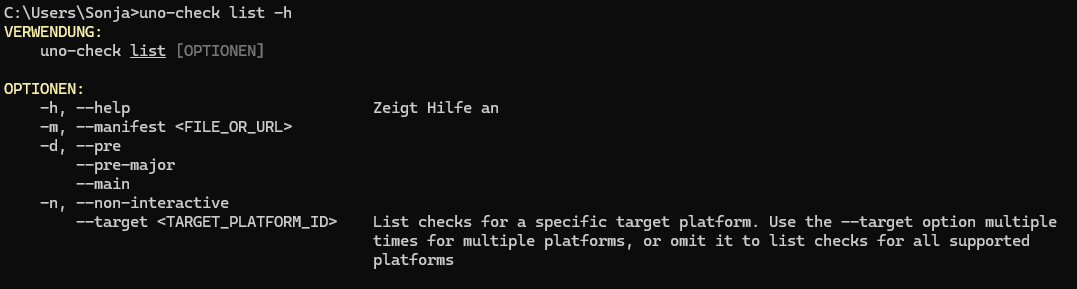 C:\Users\Sonja>uno-check list -h
VERWENDUNG:
    uno-check list [OPTIONEN]

OPTIONEN:
    -h, --help                           Zeigt Hilfe an
    -m, --manifest <FILE_OR_URL>
    -d, --pre
        --pre-major
        --main
    -n, --non-interactive
        --target <TARGET_PLATFORM_ID>    List checks for a specific target platform. Use the --target option multiple
                                         times for multiple platforms, or omit it to list checks for all supported
                                         platforms